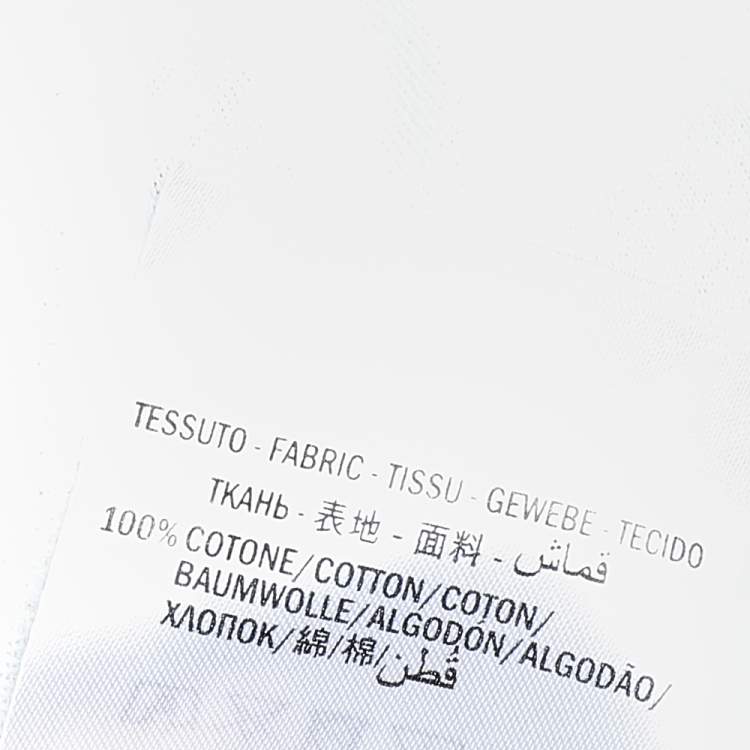 TESSUTO - FABRIC - TISSU - GEWEBE - TECIDO
ТКАНЬ - 表地 - 面料 - قماش
100% COTONE/COTTON/COTON/
BAUMWOLLE/ALGODÓN/ALGODÃO/
ХЛОПОК/綿/棉/قُطن